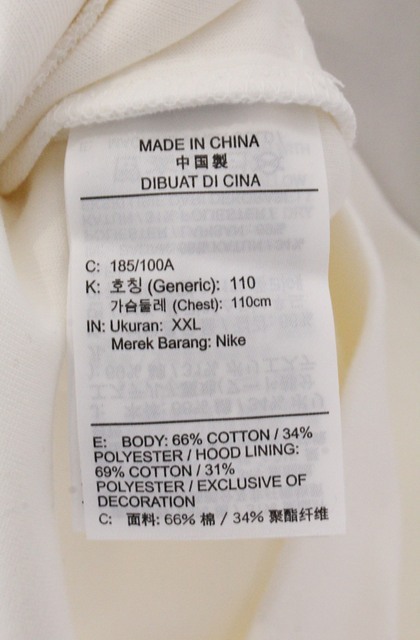 MADE IN CHINA
中国製
DIBUAT DI CINA
C: 185/100A
K: 호칭 (Generic): 110
가슴둘레 (Chest): 110cm
IN: Ukuran: XXL
Merek Barang: Nike
E: BODY: 66% COTTON / 34%
POLYESTER / HOOD LINING:
69% COTTON / 31%
POLYESTER / EXCLUSIVE OF
DECORATION
C: 面料: 66% 棉 / 34% 聚酯纤维